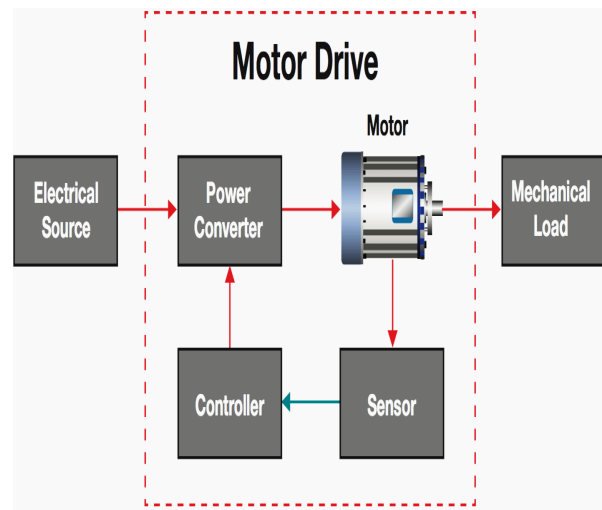 Motor Drive
Motor
Electrical
Source
Power
Converter
Mechanical
Load
Controller
Sensor